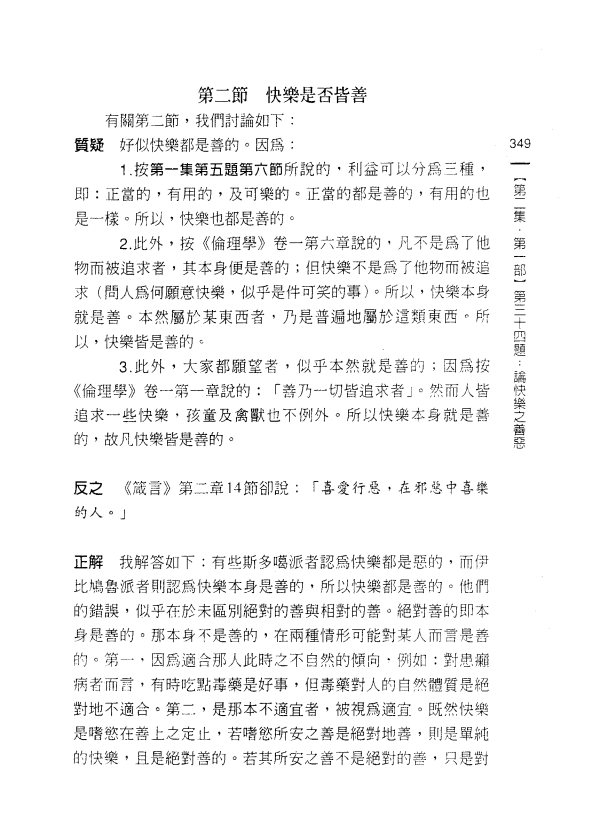 第二節　快樂是否皆善
有關第二節，我們討論如下：
質疑　好似快樂都是善的。因爲：
1.按第一集第五題第六節所說的，利益可以分爲三種，
即：正當的，有用的，及可樂的。正當的都是善的，有用的也
是一樣。所以，快樂也都是善的。
2.此外，按《倫理學》卷一第六章說的，凡不是爲了他
物而被追求者，其本身便是善的；但快樂不是爲了他物而被追
求（問人爲何願意快樂，似乎是件可笑的事）。所以，快樂本身
就是善。本然屬於某東西者，乃是普遍地屬於這類東西。所
以，快樂皆是善的。
3.此外，大家都願望者，似乎本然就是善的；因爲按
《倫理學》卷一第一章說的：「善乃一切皆追求者」。然而人皆
追求一些快樂，孩童及禽獸也不例外。所以快樂本身就是善
的，故凡快樂皆是善的。
反之　《箴言》第二章14節卻說：「喜愛行惡，在邪惡中喜樂
的人。」
正解　我解答如下：有些斯多噶派者認爲快樂都是惡的，而伊
比鳩魯派者則認爲快樂本身是善的，所以快樂都是善的。他們
的錯誤，似乎在於未區別絕對的善與相對的善。絕對善的即本
身是善的。那本身不是善的，在兩種情形可能對某人而言是善
的。第一，因爲適合那人此時之不自然的傾向，例如：對患癩
病者而言，有時吃點毒藥是好事，但毒藥對人的自然體質是絕
對地不適合。第二，是那本不適宜者，被視爲適宜。既然快樂
是嗜慾在善上之定止，若嗜慾所安之善是絕對地善，則是單純
的快樂，且是絕對善的。若其所安之善不是絕對的善，只是對
349
【第二集．第一部】第三十四題：論快樂之善惡